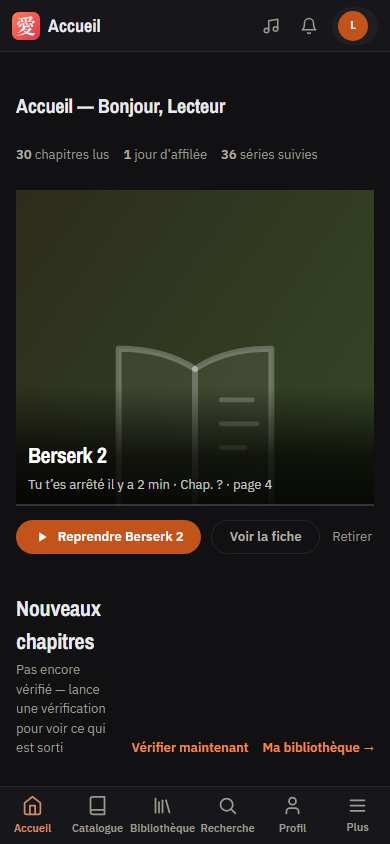 愛 Accueil L
Accueil — Bonjour, Lecteur
30 chapitres lus 1 jour d'affilée 36 séries suivies
Berserk 2
Tu t'es arrêté il y a 2 min · Chap. ? · page 4
Reprendre Berserk 2 Voir la fiche Retirer
Nouveaux
chapitres
Pas encore
vérifié — lance
une vérification
pour voir ce qui
est sorti
Vérifier maintenant Ma bibliothèque →
Accueil Catalogue Bibliothèque Recherche Profil Plus